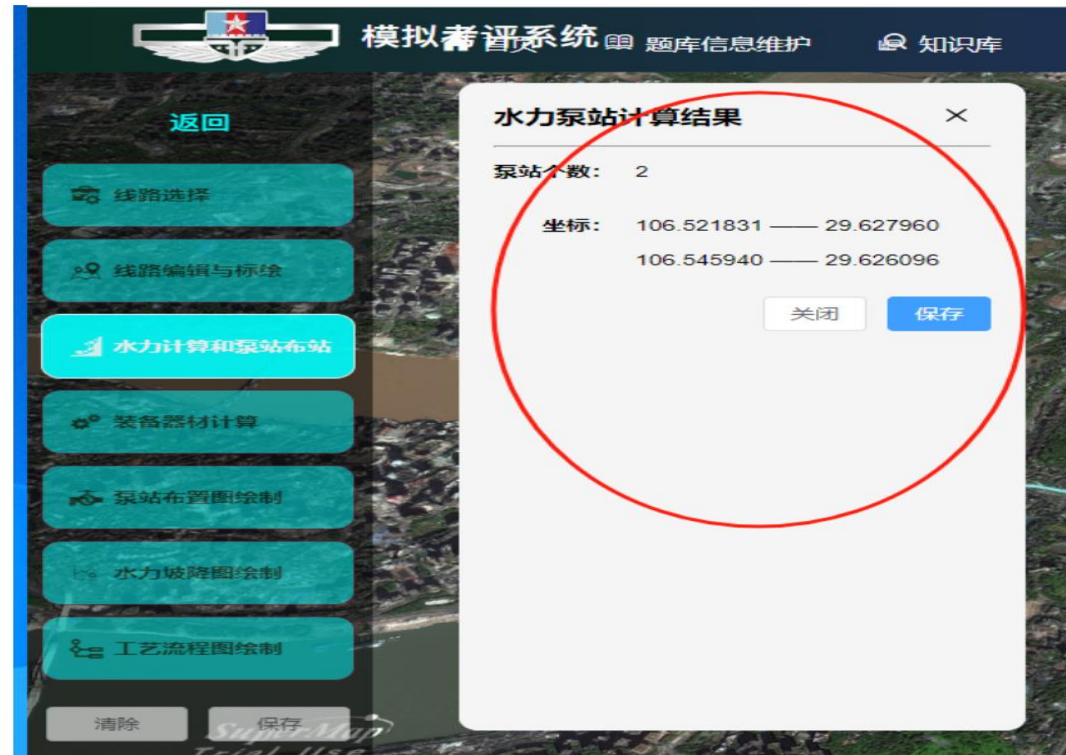 模拟考评系统 首页 题库信息维护 知识库
返回
线路选择
线路编辑与标绘
水力计算和泵站布站
装备器材计算
泵站布置图绘制
水力坡降图绘制
工艺流程图绘制
清除 保存
SuperMap
Trial Use
水力泵站计算结果 ×
泵站个数: 2
坐标: 106.521831 —— 29.627960
106.545940 —— 29.626096
关闭 保存